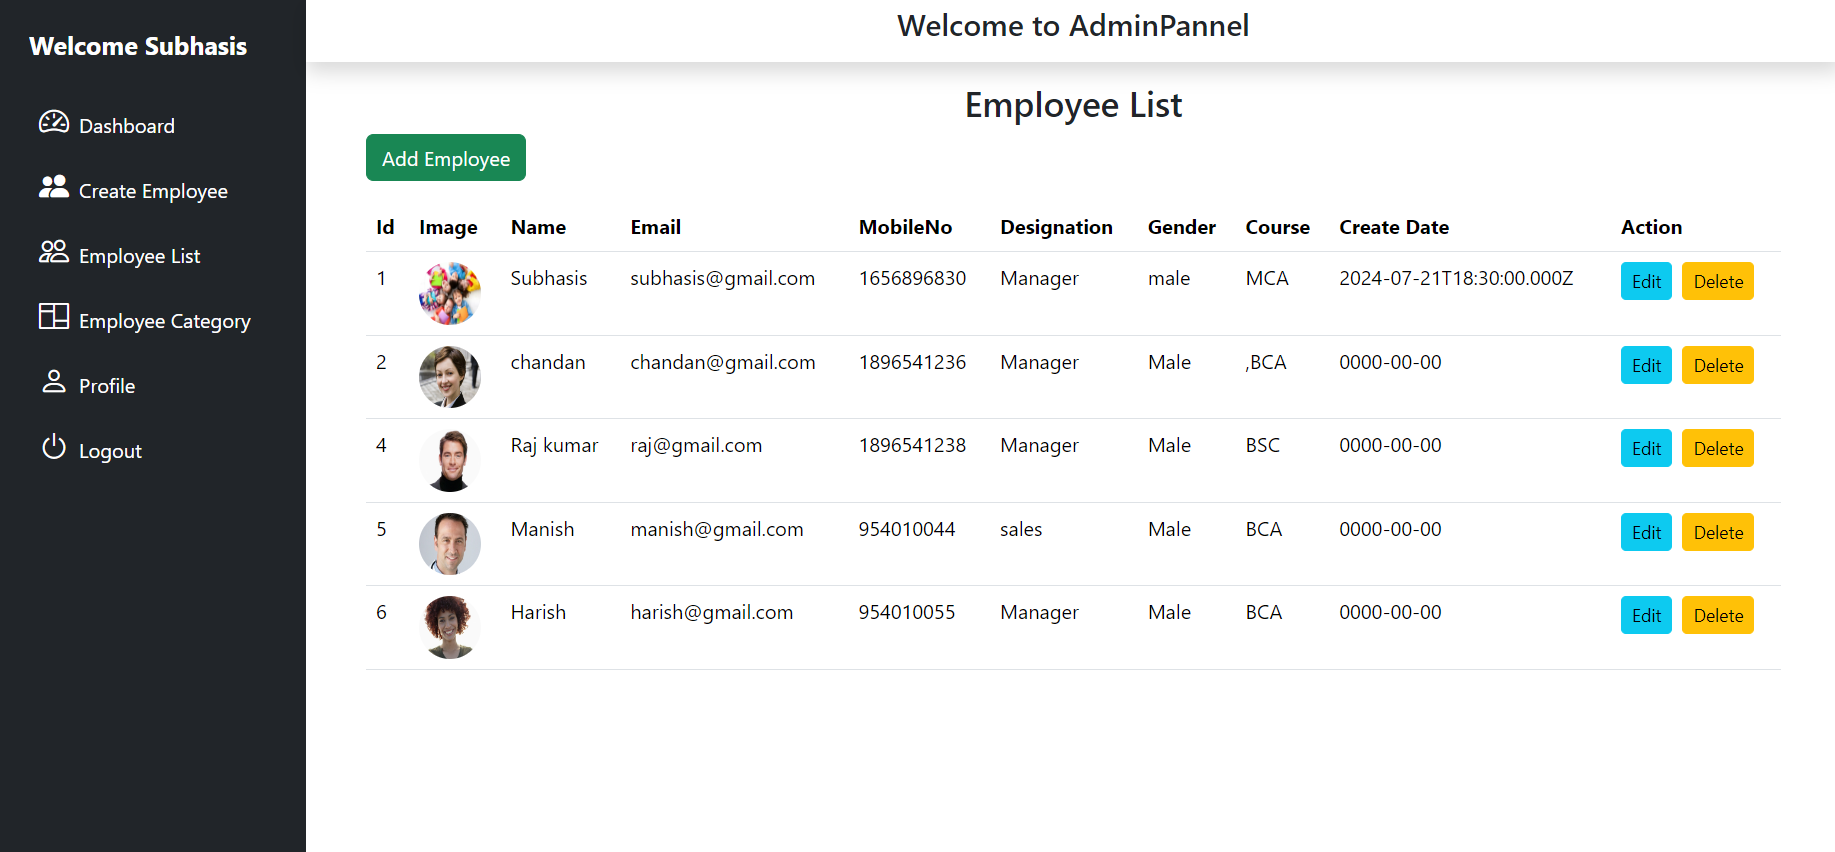 Welcome Subhasis
Dashboard
Create Employee
Employee List
Employee Category
Profile
Logout
Welcome to AdminPannel
Employee List
Add Employee
Id Image Name Email MobileNo Designation Gender Course Create Date Action
1 Subhasis subhasis@gmail.com 1656896830 Manager male MCA 2024-07-21T18:30:00.000Z Edit Delete
2 chandan chandan@gmail.com 1896541236 Manager Male ,BCA 0000-00-00 Edit Delete
4 Raj kumar raj@gmail.com 1896541238 Manager Male BSC 0000-00-00 Edit Delete
5 Manish manish@gmail.com 954010044 sales Male BCA 0000-00-00 Edit Delete
6 Harish harish@gmail.com 954010055 Manager Male BCA 0000-00-00 Edit Delete